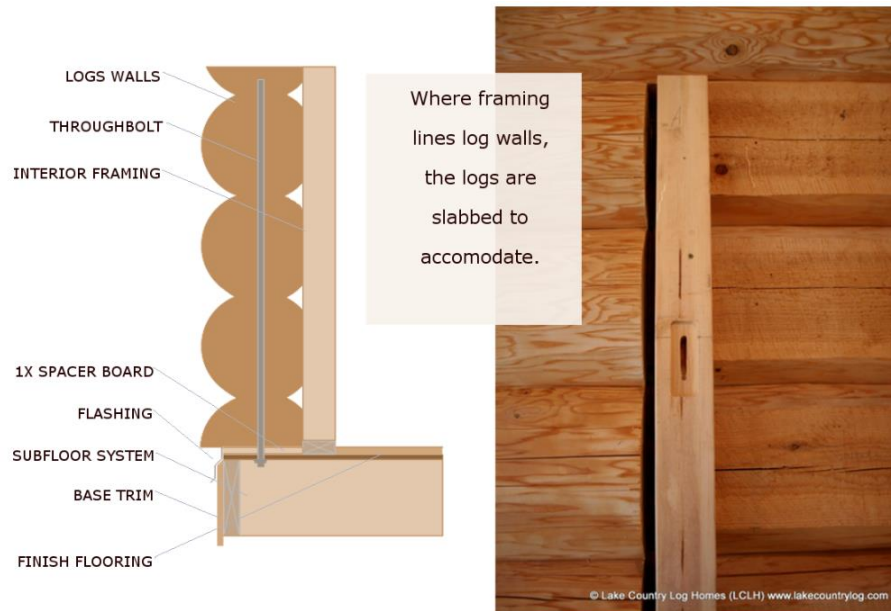 LOGS WALLS
THROUGHBOLT
INTERIOR FRAMING
1X SPACER BOARD
FLASHING
SUBFLOOR SYSTEM
BASE TRIM
FINISH FLOORING
Where framing
lines log walls,
the logs are
slabbed to
accomodate.
© Lake Country Log Homes (LCLH) www.lakecountrylog.com